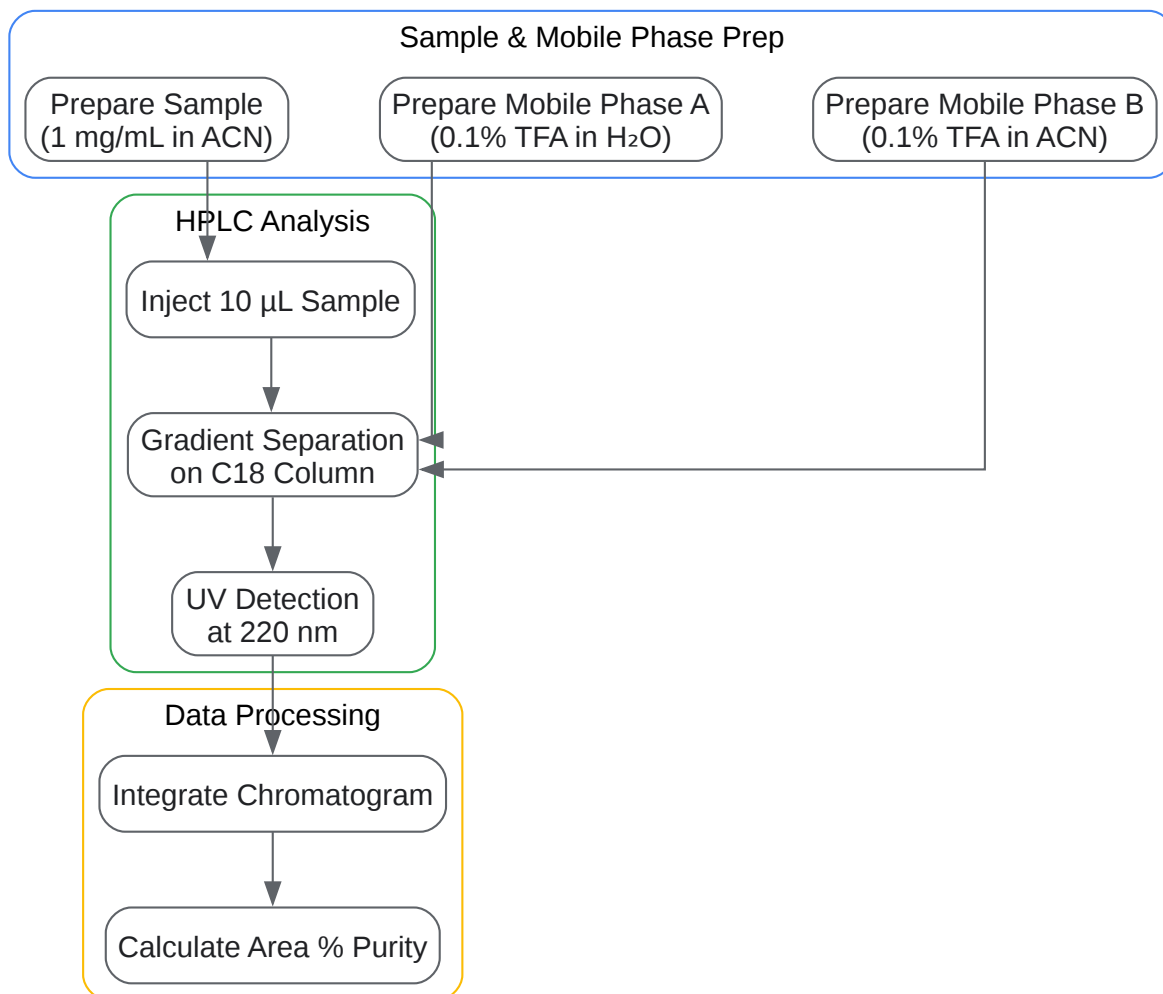 Sample & Mobile Phase Prep
Prepare Sample
(1 mg/mL in ACN)
Prepare Mobile Phase A
(0.1% TFA in H₂O)
Prepare Mobile Phase B
(0.1% TFA in ACN)
HPLC Analysis
Inject 10 µL Sample
Gradient Separation
on C18 Column
UV Detection
at 220 nm
Data Processing
Integrate Chromatogram
Calculate Area % Purity